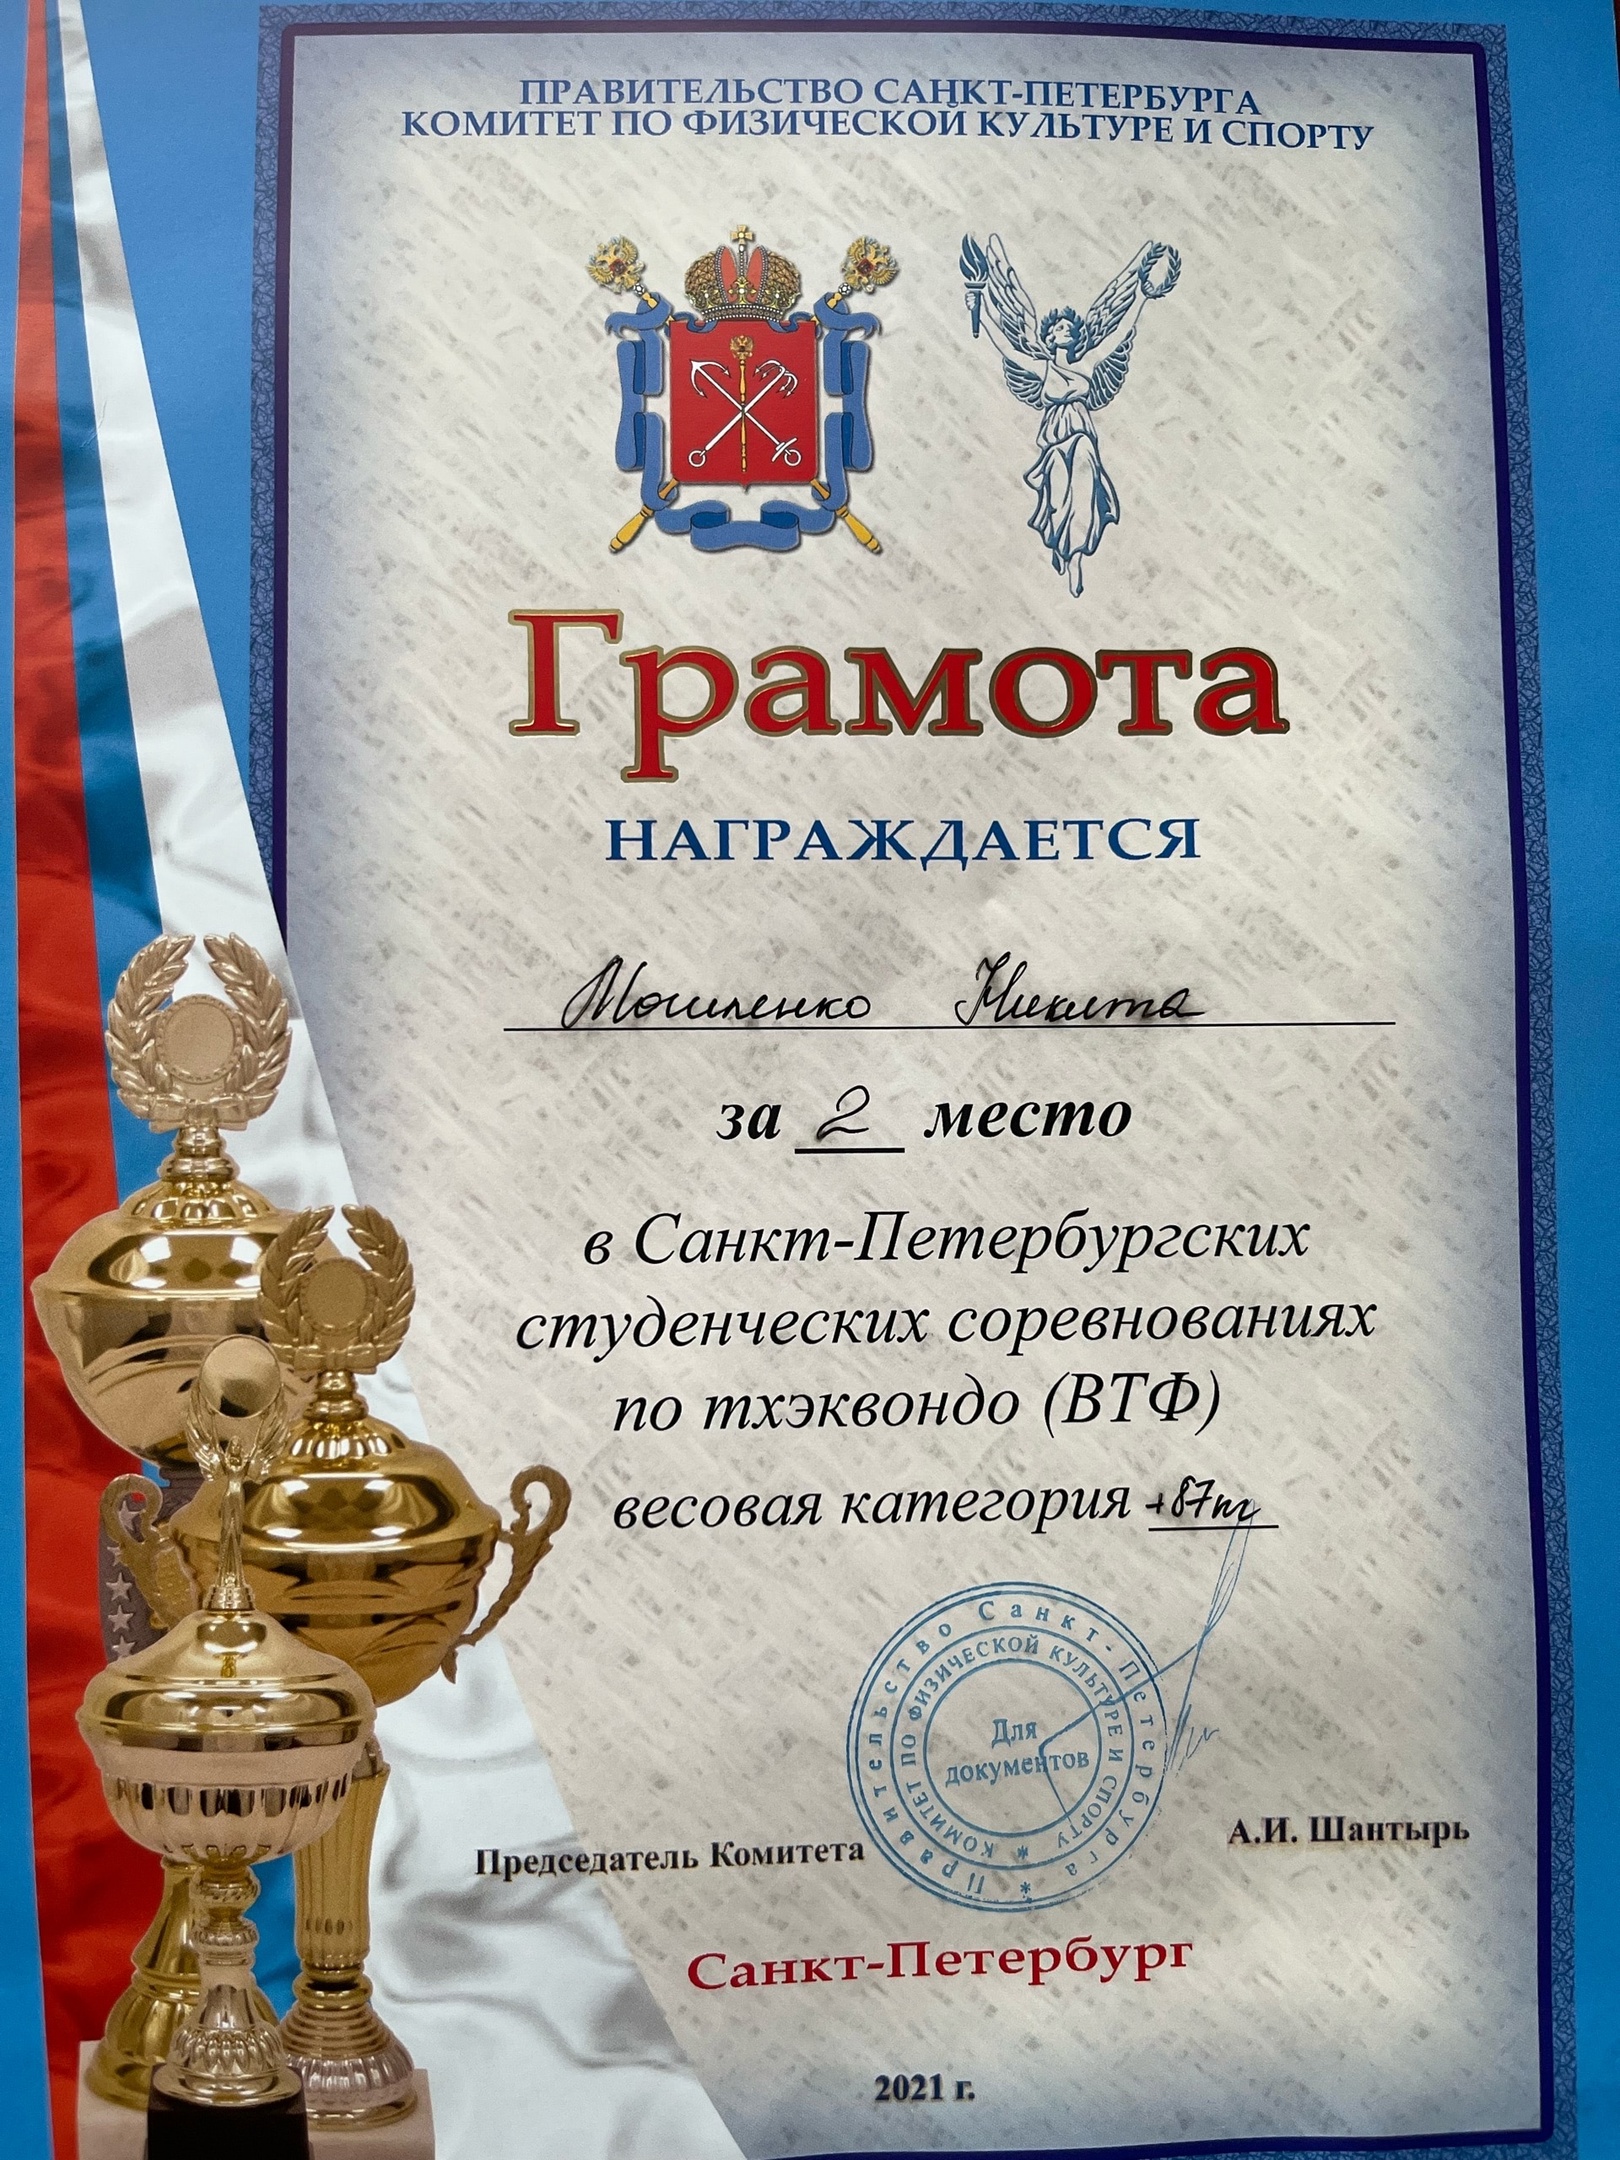 ПРАВИТЕЛЬСТВО САНКТ-ПЕТЕРБУРГА
КОМИТЕТ ПО ФИЗИЧЕСКОЙ КУЛЬТУРЕ И СПОРТУ
Грамота
НАГРАЖДАЕТСЯ
Мошленко Никита
за 2 место
в Санкт-Петербургских
студенческих соревнованиях
по тхэквондо (ВТФ)
весовая категория +87кг
Правительство Санкт-Петербурга *
КОМИТЕТ ПО ФИЗИЧЕСКОЙ КУЛЬТУРЕ И СПОРТУ *
Для
документов
Председатель Комитета
А.И. Шантырь
Санкт-Петербург
2021 г.